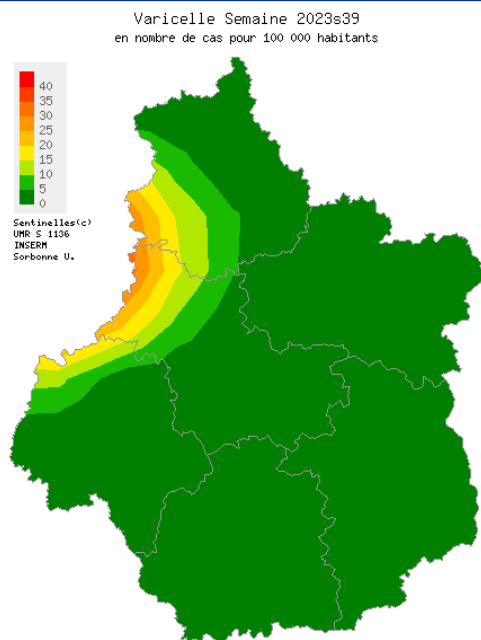 Varicelle Semaine 2023s39
en nombre de cas pour 100 000 habitants
40
35
30
25
20
15
10
5
0
Sentinelles(c)
UMR S 1136
INSERM
Sorbonne U.